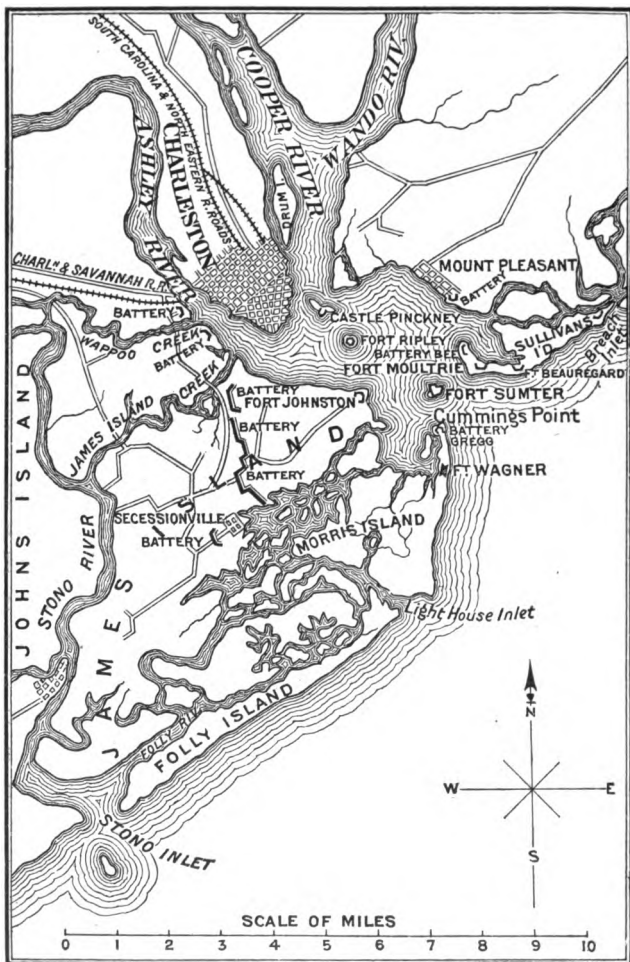 SOUTH CAROLINA & NORTH EASTERN R. ROADS
COOPER RIVER
WANDO RIV.
ASHLEY RIVER
CHARLESTON
DRUM I
CHARLN. & SAVANNAH R.R.
MOUNT PLEASANT
BATTERY
BATTERY
CASTLE PINCKNEY
WAPPOO CREEK
FORT RIPLEY
SULLIVANS I'D
Breach Inlet
BATTERY
BATTERY BEE
FORT MOULTRIE
FT. BEAUREGARD
JAMES ISLAND CREEK
BATTERY
FORT JOHNSTON
FORT SUMTER
Cummings Point
BATTERY
BATTERY GREGG
BATTERY
FT. WAGNER
JOHNS ISLAND
STONO RIVER
SECESSIONVILLE
BATTERY
MORRIS ISLAND
JAMES ISLAND
Light House Inlet
FOLLY RIV.
FOLLY ISLAND
STONO INLET
N
W E
S
SCALE OF MILES
0 1 2 3 4 5 6 7 8 9 10